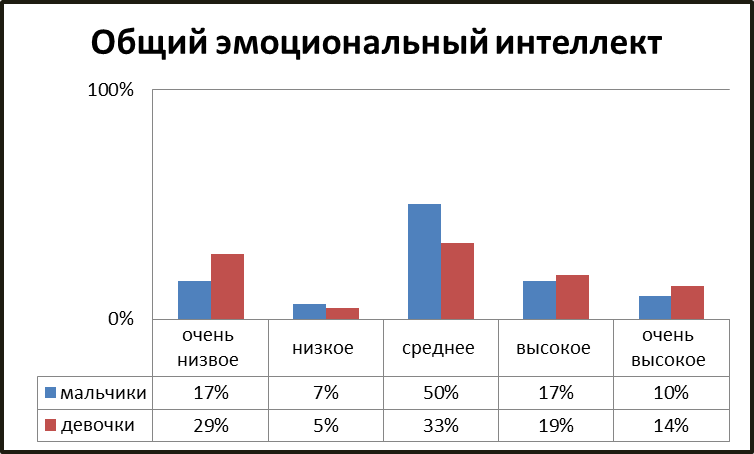 Общий эмоциональный интеллект
100%
0%
очень низвое низкое среднее высокое очень высокое
мальчики 17% 7% 50% 17% 10%
девочки 29% 5% 33% 19% 14%